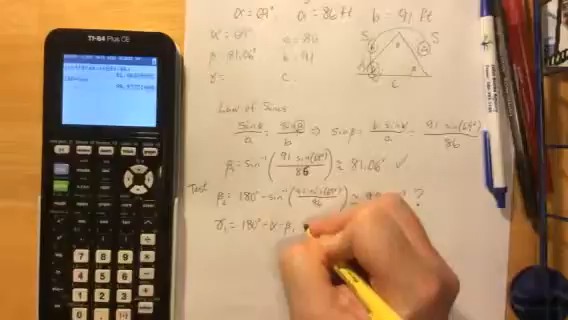 TI-84 Plus CE
α = 69° a = 86 ft b = 91 ft
α = 69° a = 86
β = 81.06° b = 91
γ = c
S S
c
Law of Sines
sinα/a = sinβ/b ⇒ sinβ = b sinα/a = 91 sin(69°)/86
β₁ = sin⁻¹(91 sin(69°)/86) ≈ 81.06° ✓
Test β₂ = 180° - sin⁻¹(91 sin(69°)/86) ≈ ?
γ₁ = 180° - α - β₁